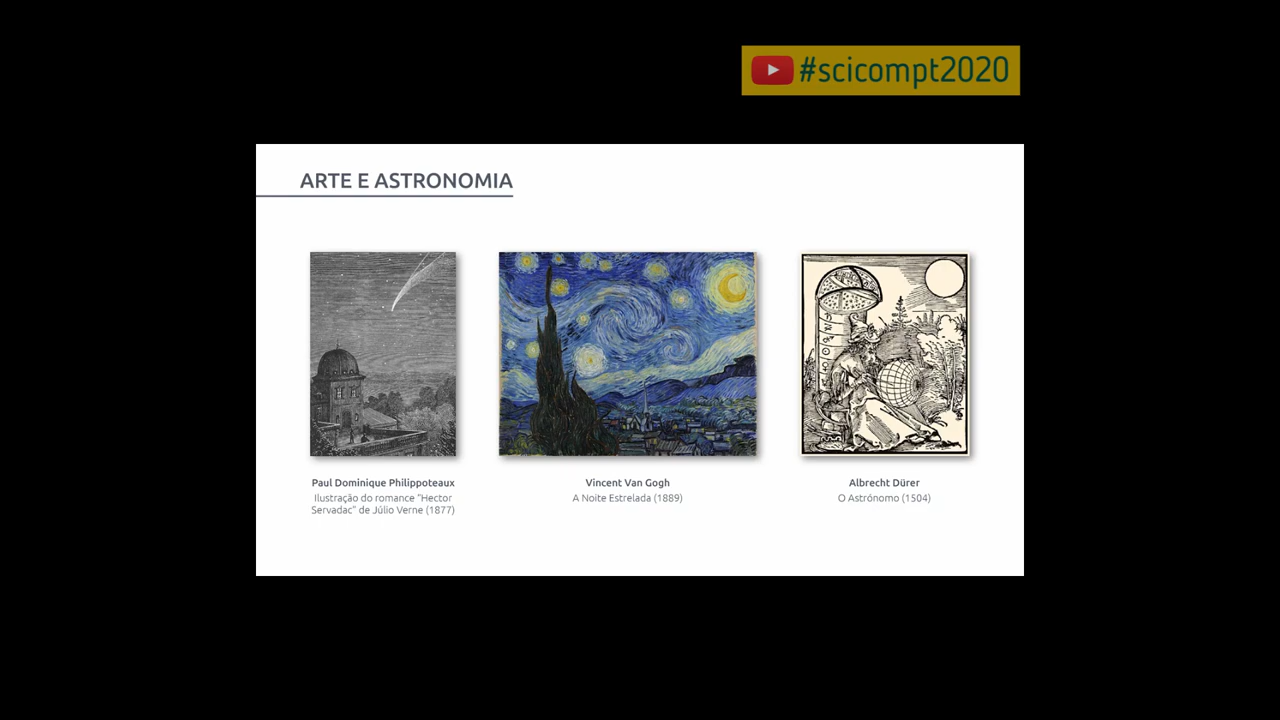 #scicompt2020
ARTE E ASTRONOMIA
Paul Dominique Philippoteaux
Ilustração do romance “Hector
Servadac” de Júlio Verne (1877)
Vincent Van Gogh
A Noite Estrelada (1889)
Albrecht Dürer
O Astrónomo (1504)